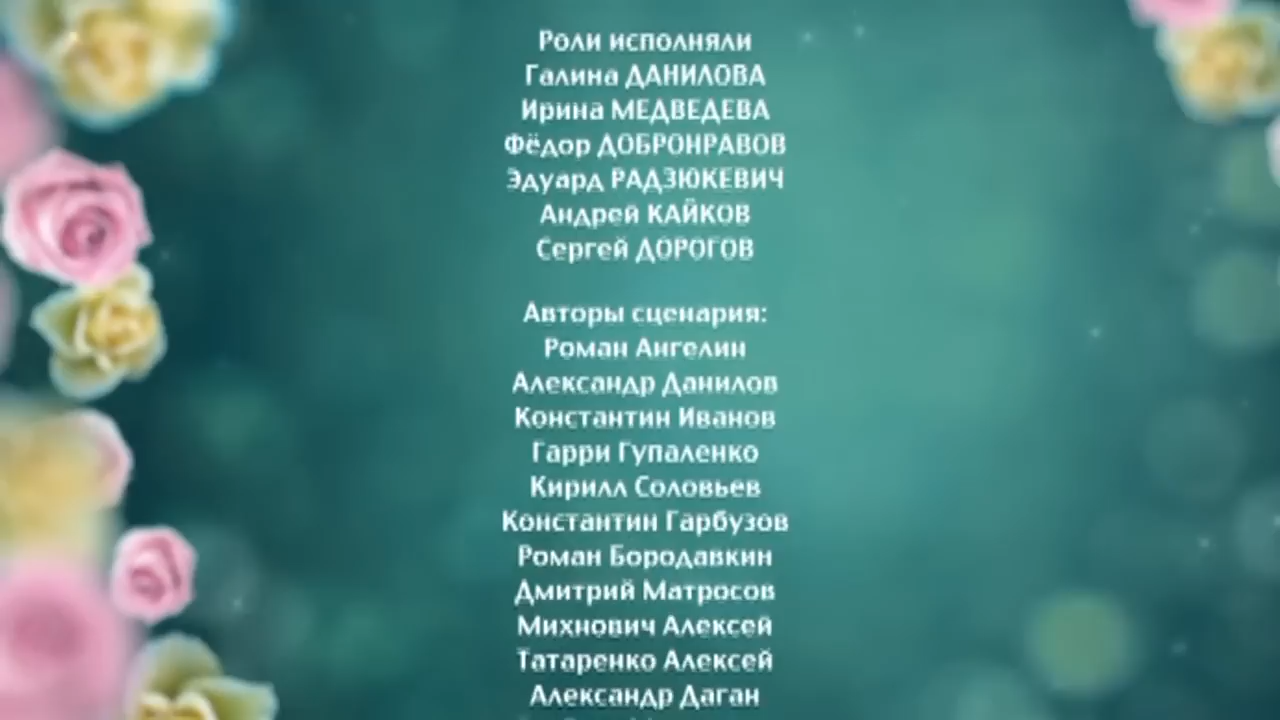 Роли исполняли
Галина ДАНИЛОВА
Ирина МЕДВЕДЕВА
Фёдор ДОБРОНРАВОВ
Эдуард РАДЗЮКЕВИЧ
Андрей КАЙКОВ
Сергей ДОРОГОВ
Авторы сценария:
Роман Ангелин
Александр Данилов
Константин Иванов
Гарри Гупаленко
Кирилл Соловьев
Константин Гарбузов
Роман Бородавкин
Дмитрий Матросов
Михнович Алексей
Татаренко Алексей
Александр Даган